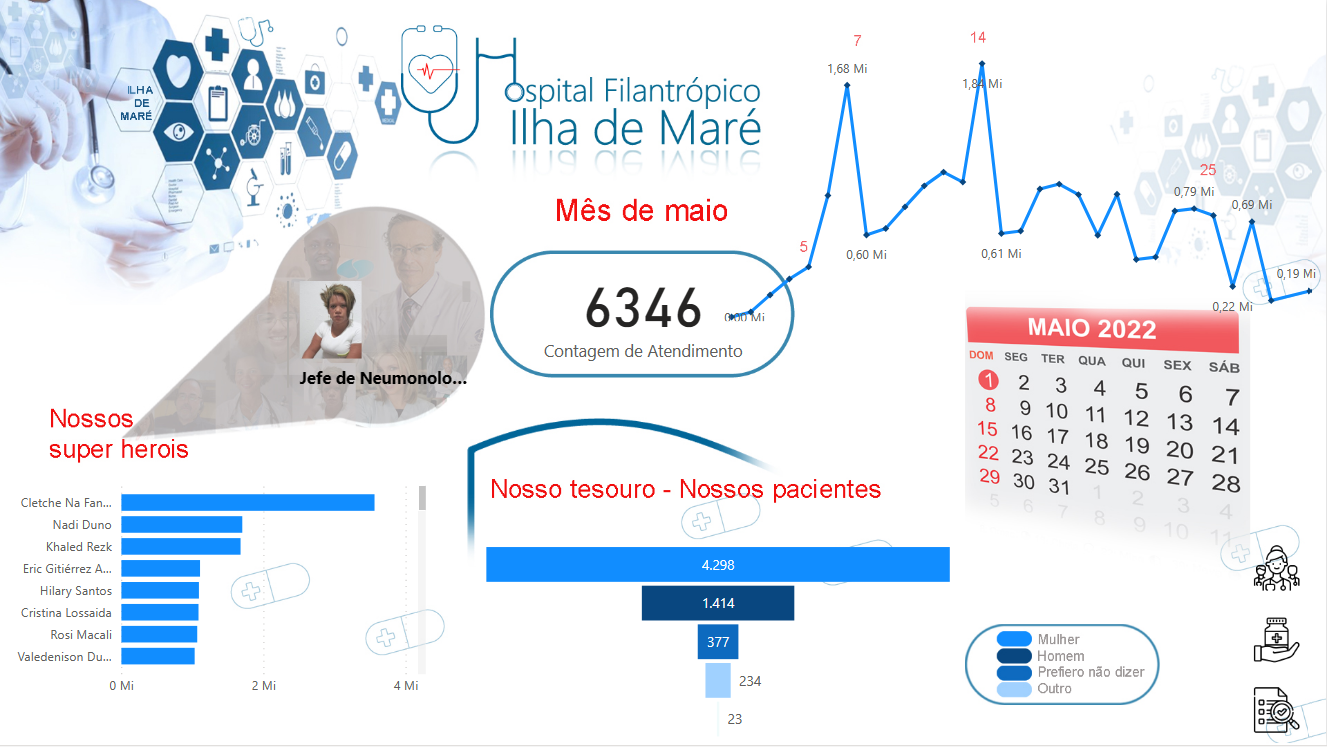 ILHA
DE
MARÉ
Hospital Filantrópico
Ilha de Maré
7
1,68 Mi
14
1,84 Mi
25
0,79 Mi
0,69 Mi
5
0,60 Mi
0,61 Mi
0,19 Mi
0,22 Mi
0,00 Mi
Mês de maio
6346
Contagem de Atendimento
Jefe de Neumonolo...
Nossos
super herois
Cletche Na Fan...
Nadi Duno
Khaled Rezk
Eric Gitiérrez A...
Hilary Santos
Cristina Lossaida
Rosi Macali
Valedenison Du...
0 Mi 2 Mi 4 Mi
Nosso tesouro - Nossos pacientes
4.298
1.414
377
234
23
MAIO 2022
DOM SEG TER QUA QUI SEX SÁB
1 2 3 4 5 6 7
8 9 10 11 12 13 14
15 16 17 18 19 20 21
22 23 24 25 26 27 28
29 30 31 1 2 3 4
5 6 7 8 9 10 11
Mulher
Homem
Prefiero não dizer
Outro